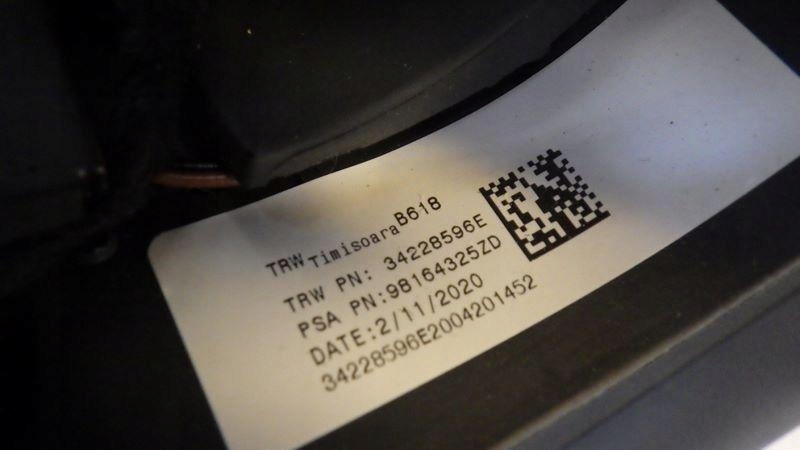 TRW Timisoara B618
TRW PN: 34228596E
PSA PN:98164325ZD
DATE:2/11/2020
34228596E2004201452